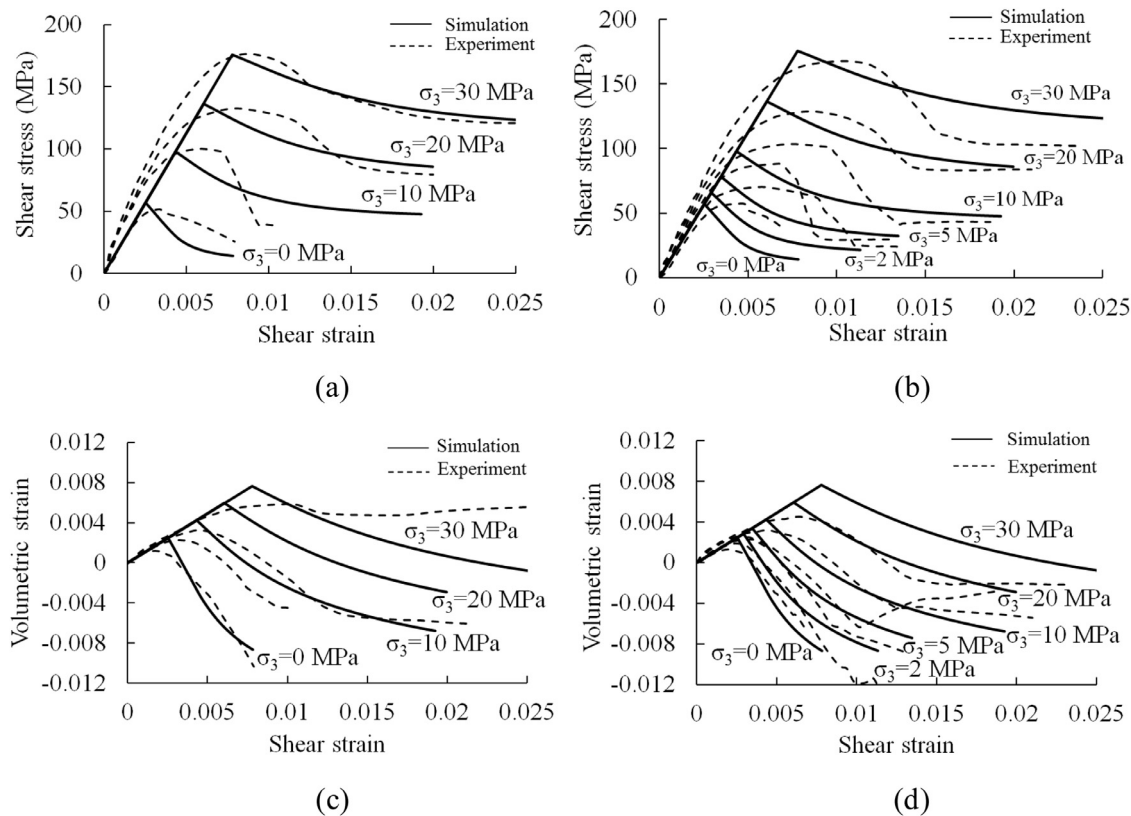 (a)
200
150
100
50
0
Shear stress (MPa)
Simulation
Experiment
σ3=30 MPa
σ3=20 MPa
σ3=10 MPa
σ3=0 MPa
0 0.005 0.01 0.015 0.02 0.025
Shear strain
(a)
(b)
200
150
100
50
0
Shear stress (MPa)
Simulation
Experiment
σ3=30 MPa
σ3=20 MPa
σ3=10 MPa
σ3=5 MPa
σ3=2 MPa
σ3=0 MPa
0 0.005 0.01 0.015 0.02 0.025
Shear strain
(b)
(c)
0.012
0.008
0.004
0
-0.004
-0.008
-0.012
Volumetric strain
Simulation
Experiment
σ3=30 MPa
σ3=20 MPa
σ3=10 MPa
σ3=0 MPa
0 0.005 0.01 0.015 0.02 0.025
Shear strain
(c)
(d)
0.012
0.008
0.004
0
-0.004
-0.008
-0.012
Volumetric strain
Simulation
Experiment
σ3=30 MPa
σ3=20 MPa
σ3=10 MPa
σ3=5 MPa
σ3=0 MPa
σ3=2 MPa
0 0.005 0.01 0.015 0.02 0.025
Shear strain
(d)